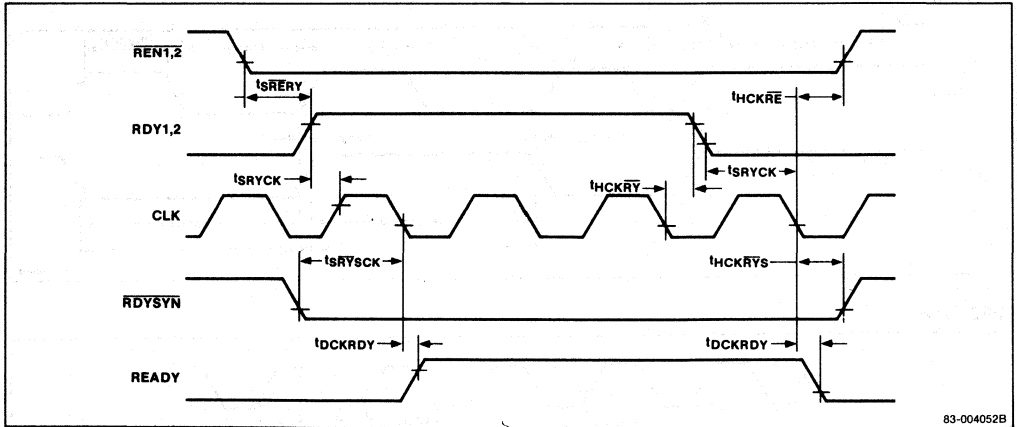 REN1,2
tSRERY
tHCKRE
RDY1,2
tSRYCK
tSRYCK
tHCKRY
CLK
tSRYSCK
tHCKRYS
RDYSYN
tDCKRDY
tDCKRDY
READY
83-004052B